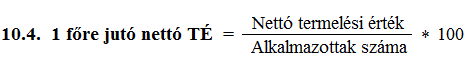 10.4. 1 főre jutó nettó TÉ = Nettó termelési érték
Alkalmazottak száma * 100